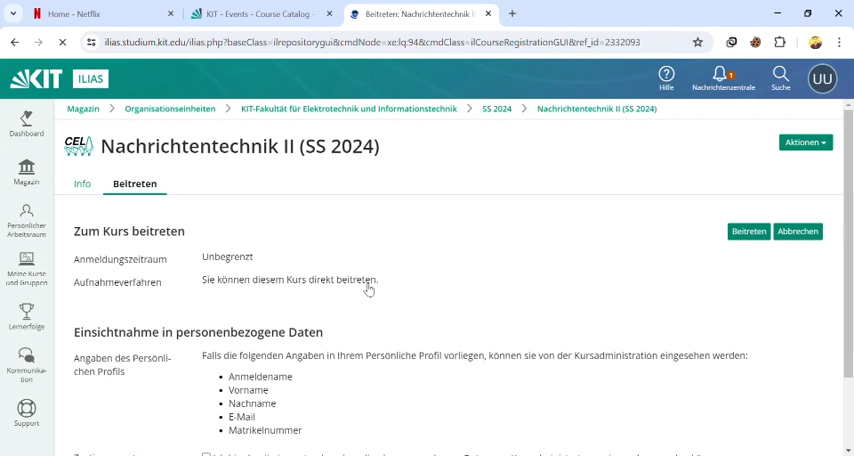 Home - Netflix
KIT - Events - Course Catalog -
Beitreten: Nachrichtentechnik I
ilias.studium.kit.edu/ilias.php?baseClass=ilrepositorygui&cmdNode=xe:lq:94&cmdClass=ilCourseRegistrationGUI&ref_id=2332093
KIT ILIAS
1
Hilfe
Nachrichtenzentrale
Suche
UU
Magazin
Organisationseinheiten
KIT-Fakultät für Elektrotechnik und Informationstechnik
SS 2024
Nachrichtentechnik II (SS 2024)
Dashboard
Magazin
Persönlicher
Arbeitsraum
Meine Kurse
und Gruppen
Lernerfolge
Kommunika-
tion
Support
CEL
Nachrichtentechnik II (SS 2024)
Aktionen
Info
Beitreten
Zum Kurs beitreten
Beitreten
Abbrechen
Anmeldungszeitraum
Unbegrenzt
Aufnahmeverfahren
Sie können diesem Kurs direkt beitreten.
Einsichtnahme in personenbezogene Daten
Angaben des Persönli-
chen Profils
Falls die folgenden Angaben in Ihrem Persönliche Profil vorliegen, können sie von der Kursadministration eingesehen werden:
• Anmeldename
• Vorname
• Nachname
• E-Mail
• Matrikelnummer